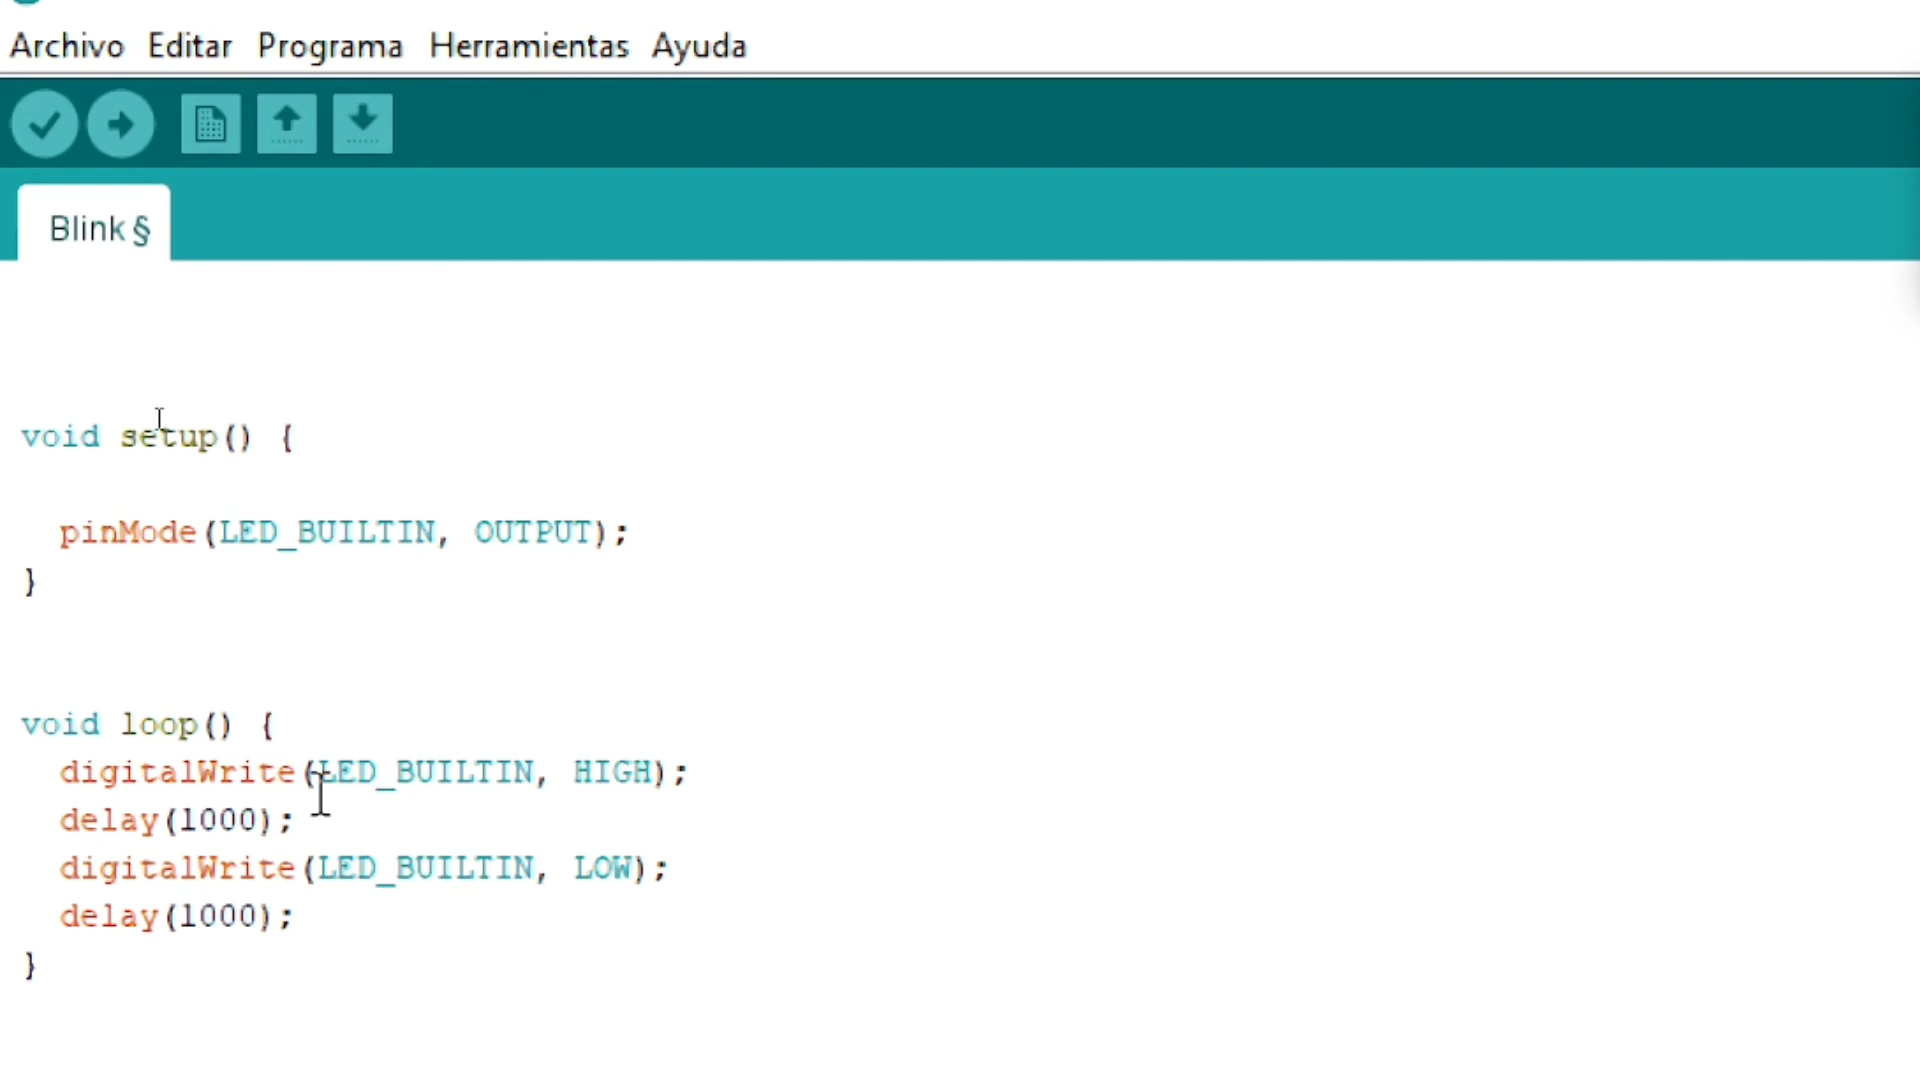 Archivo Editar Programa Herramientas Ayuda
Blink §
void setup() {
pinMode(LED_BUILTIN, OUTPUT);
}
void loop() {
digitalWrite(LED_BUILTIN, HIGH);
delay(1000);
digitalWrite(LED_BUILTIN, LOW);
delay(1000);
}